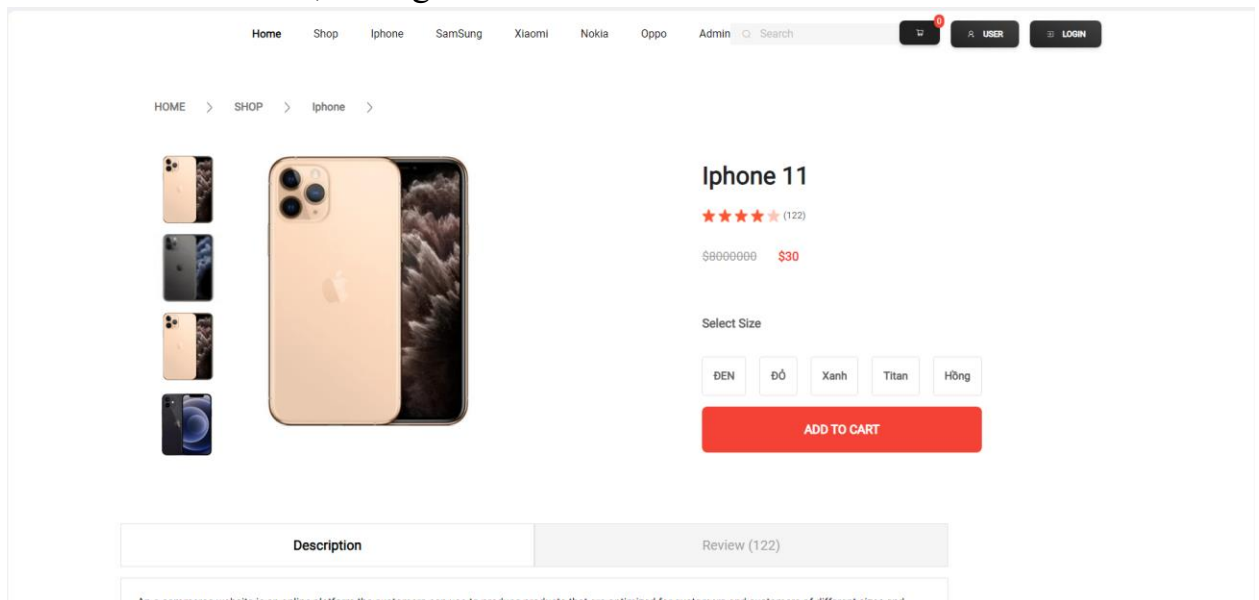 Home Shop Iphone SamSung Xiaomi Nokia Oppo Admin Search 0 USER LOGIN
HOME > SHOP > Iphone >
Iphone 11
(122)
$8000000 $30
Select Size
ĐEN ĐỎ Xanh Titan Hồng
ADD TO CART
Description Review (122)